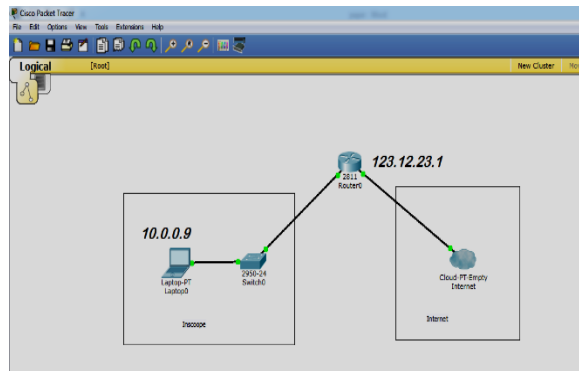 Cisco Packet Tracer
File Edit Options View Tools Extensions Help
Logical [Root] New Cluster
123.12.23.1
2811
Router0
10.0.0.9
Laptop-PT
Laptop0
2950-24
Switch0
Cloud-PT-Empty
Internet
Inscoope
Internet